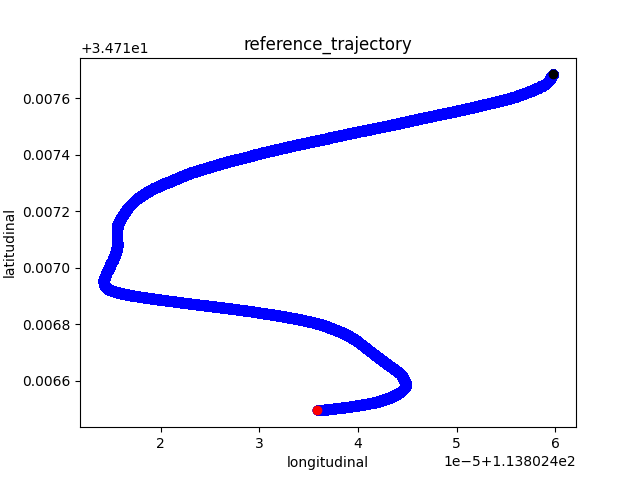 reference_trajectory
+3.471e1
0.0076
0.0074
0.0072
0.0070
0.0068
0.0066
latitudinal
2 3 4 5 6
longitudinal
1e−5+1.138024e2